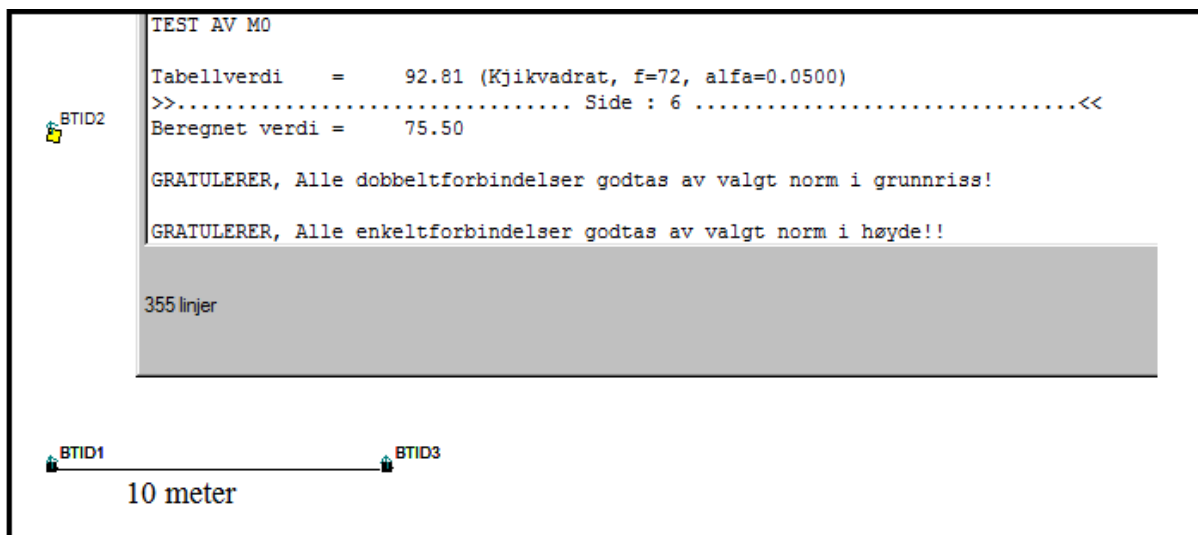 TEST AV M0
Tabellverdi = 92.81 (Kjikvadrat, f=72, alfa=0.0500)
>>................................. Side : 6 ................................<<
BTID2
Beregnet verdi = 75.50
GRATULERER, Alle dobbeltforbindelser godtas av valgt norm i grunnriss!
GRATULERER, Alle enkeltforbindelser godtas av valgt norm i høyde!!
355 linjer
BTID1
BTID3
10 meter